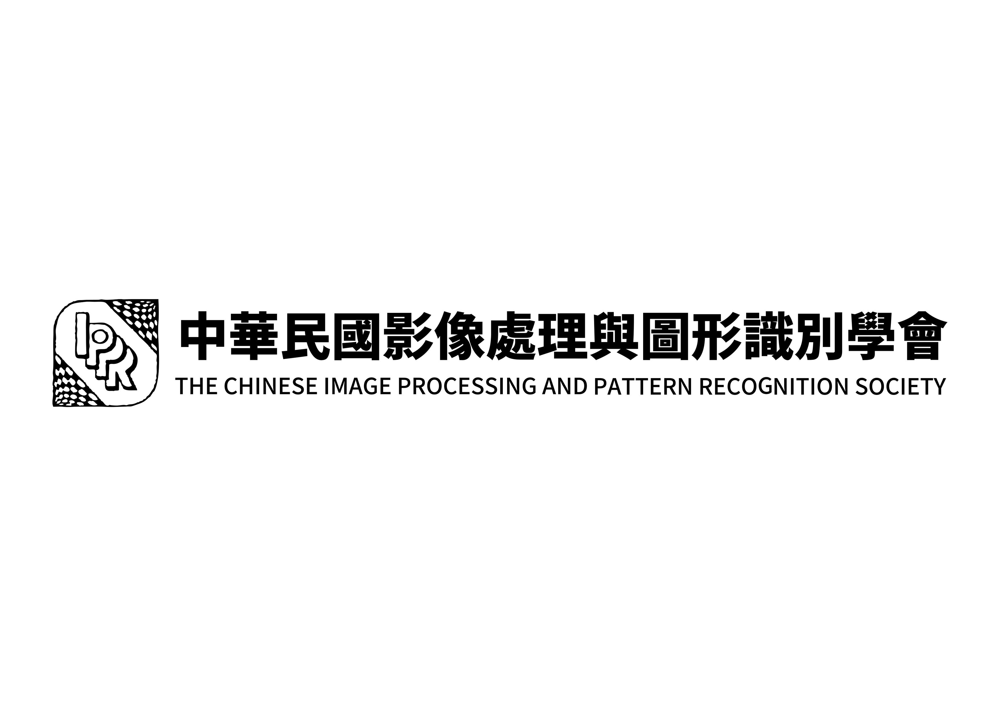 中華民國影像處理與圖形識別學會
THE CHINESE IMAGE PROCESSING AND PATTERN RECOGNITION SOCIETY